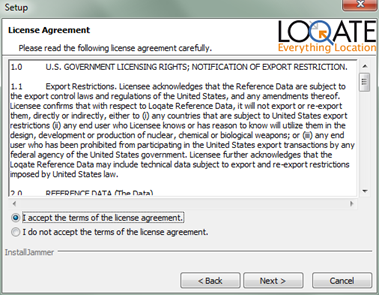 Setup
License Agreement
Please read the following license agreement carefully.
LOQATE
Everything Location
1.0 U.S. GOVERNMENT LICENSING RIGHTS; NOTIFICATION OF EXPORT RESTRICTION.
1.1 Export Restrictions. Licensee acknowledges that the Reference Data are subject to
the export control laws and regulations of the United States, and any amendments thereof.
Licensee confirms that with respect to Loqate Reference Data, it will not export or re-export
them, directly or indirectly, either to (i) any countries that are subject to United States export
restrictions (ii) any end user who Licensee knows or has reason to know will utilize them in the
design, development or production of nuclear, chemical or biological weapons; or (iii) any end
user who has been prohibited from participating in the United States export transactions by any
federal agency of the United States government. Licensee further acknowledges that the
Loqate Reference Data may include technical data subject to export and re-export restrictions
imposed by United States law.
2.0 REFERENCE DATA (The Data)
I accept the terms of the license agreement.
I do not accept the terms of the license agreement.
InstallJammer
< Back Next > Cancel